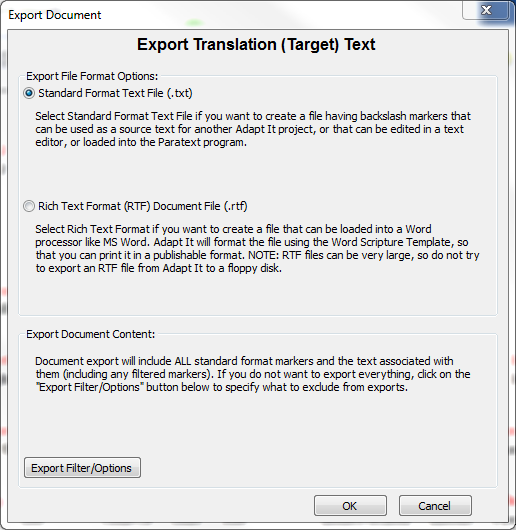 Export Document
Export Translation (Target) Text
Export File Format Options:
Standard Format Text File (.txt)
Select Standard Format Text File if you want to create a file having backslash markers that
can be used as a source text for another Adapt It project, or that can be edited in a text
editor, or loaded into the Paratext program.
Rich Text Format (RTF) Document File (.rtf)
Select Rich Text Format if you want to create a file that can be loaded into a Word
processor like MS Word. Adapt It will format the file using the Word Scripture Template, so
that you can print it in a publishable format. NOTE: RTF files can be very large, so do not try
to export an RTF file from Adapt It to a floppy disk.
Export Document Content:
Document export will include ALL standard format markers and the text associated with
them (including any filtered markers). If you do not want to export everything, click on the
"Export Filter/Options" button below to specify what to exclude from exports.
Export Filter/Options
OK
Cancel